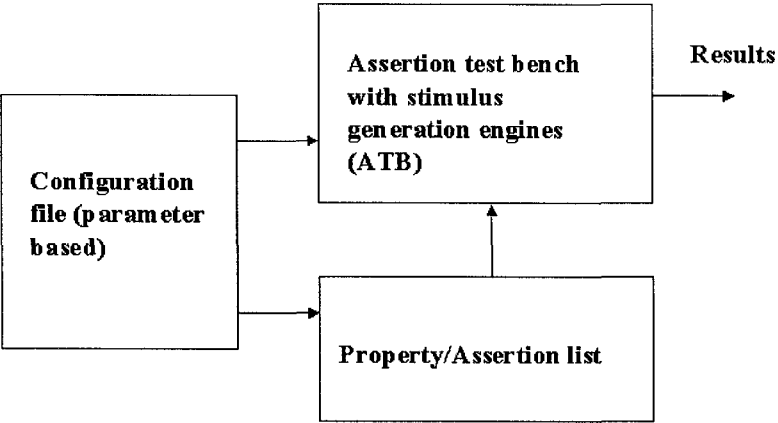 Assertion test bench
with stimulus
generation engines
(ATB)
Results
Configuration
file (parameter
based)
Property/Assertion list